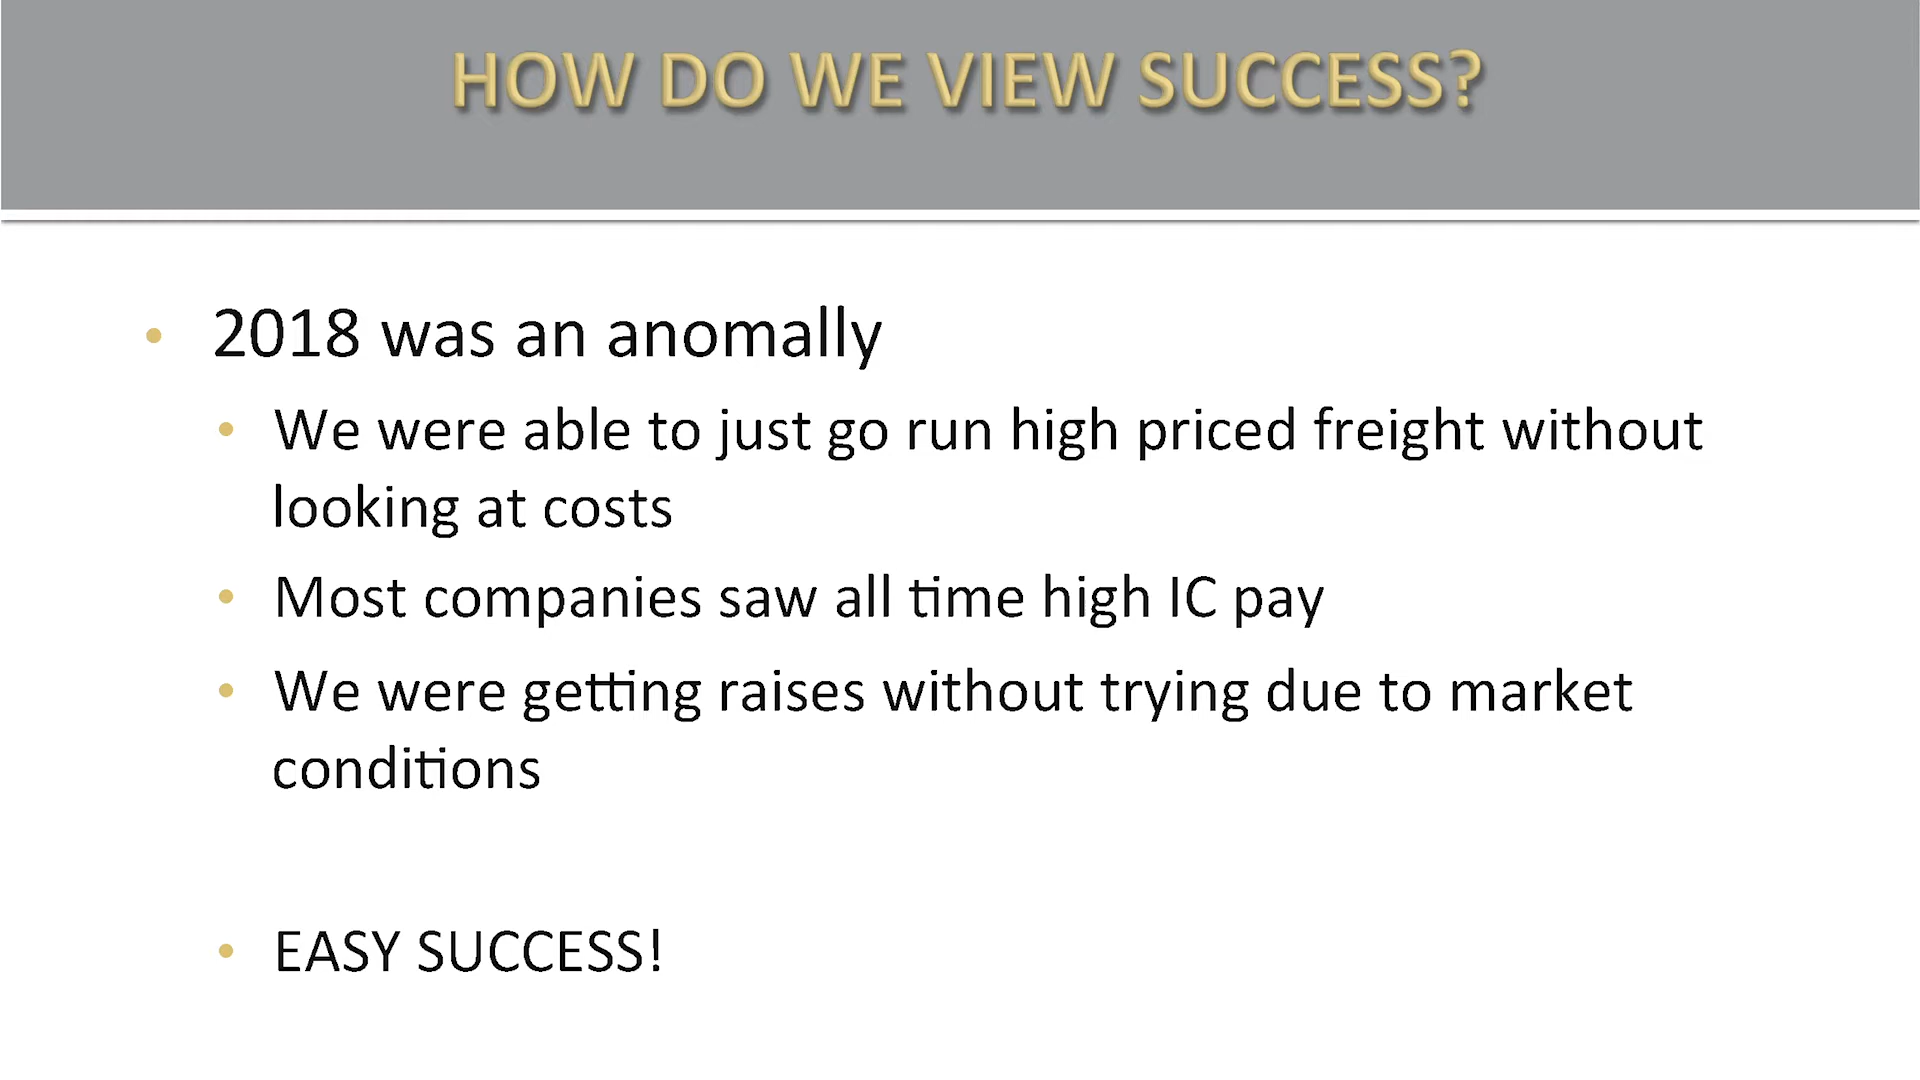 HOW DO WE VIEW SUCCESS?
• 2018 was an anomally
• We were able to just go run high priced freight without
looking at costs
• Most companies saw all time high IC pay
• We were getting raises without trying due to market
conditions
• EASY SUCCESS!